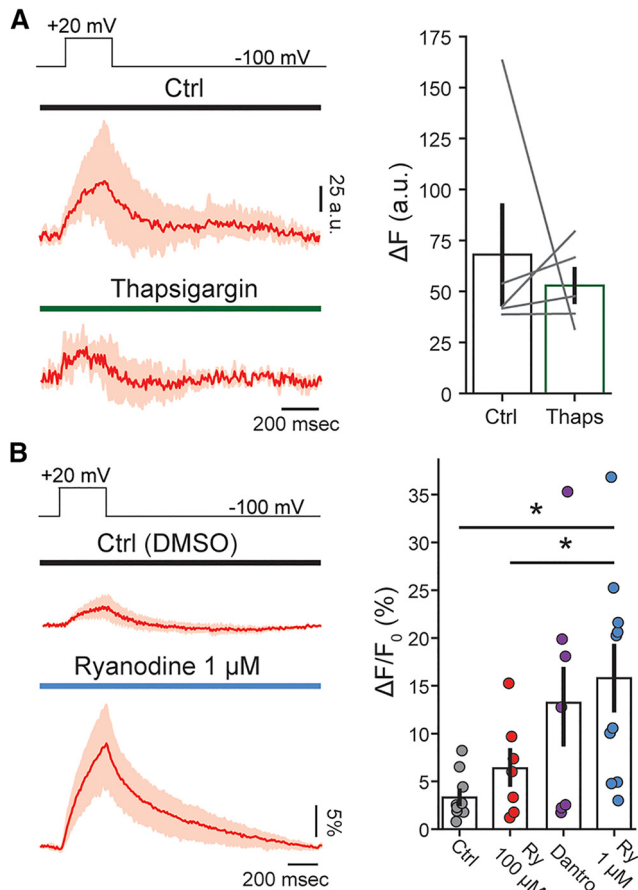 A
+20 mV
-100 mV
Ctrl
25 a.u.
Thapsigargin
200 msec
ΔF (a.u.)
175
150
125
100
75
50
25
0
Ctrl
Thaps
B
+20 mV
-100 mV
Ctrl (DMSO)
Ryanodine 1 µM
5%
200 msec
ΔF/F0 (%)
35
30
25
20
15
10
5
0
*
*
Ctrl
Ry
100 µM
Dantro
Ry
1 µM